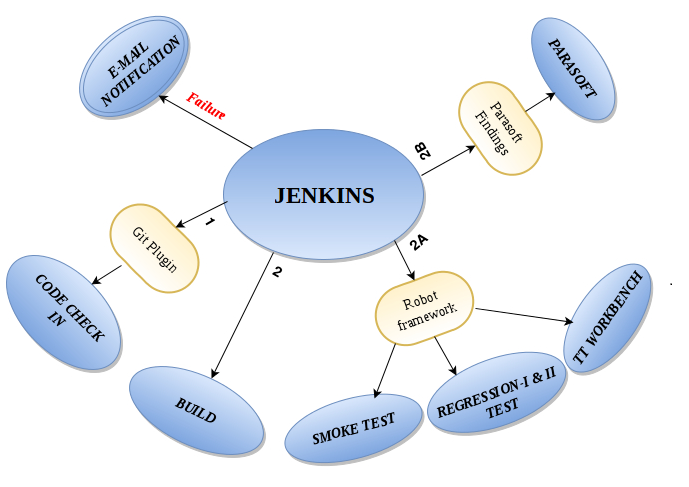 E-MAIL
NOTIFICATION
Failure
JENKINS
2B
Parasoft
Findings
PARASOFT
1
Git Plugin
CODE CHECK
IN
2
BUILD
2A
Robot
framework
SMOKE TEST
REGRESSION-I & II
TEST
TT WORKBENCH